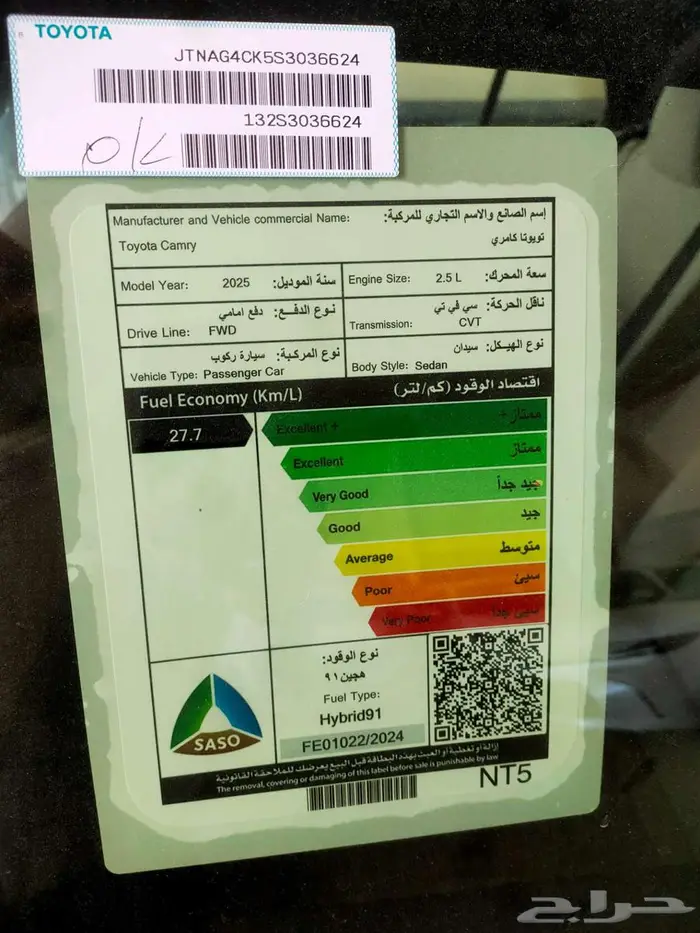 TOYOTA
JTNAG4CK5S3036624
132S3036624
OK
Manufacturer and Vehicle commercial Name: إسم الصانع والاسم التجاري للمركبة:
Toyota Camry تويوتا كامري
Model Year: 2025 سنة الموديل: Engine Size: 2.5 L سعة المحرك:
نوع الدفع: دفع امامي ناقل الحركة: سي في تي
Drive Line: FWD Transmission: CVT
نوع المركبة: سيارة ركوب نوع الهيكل: سيدان
Vehicle Type: Passenger Car Body Style: Sedan
Fuel Economy (Km/L) اقتصاد الوقود (كم/لتر)
27.7
Excellent + ممتاز+
Excellent ممتاز
Very Good جيد جداً
Good جيد
Average متوسط
Poor سيئ
Very Poor سيئ جداً
نوع الوقود:
هجين ٩١
Fuel Type:
Hybrid91
FE01022/2024
SASO
إزالة أو تغطية أو العبث بهذه البطاقة قبل البيع يعرضك للملاحقة القانونية
The removal, covering or damaging of this label before sale is punishable by law
NT5
حراج